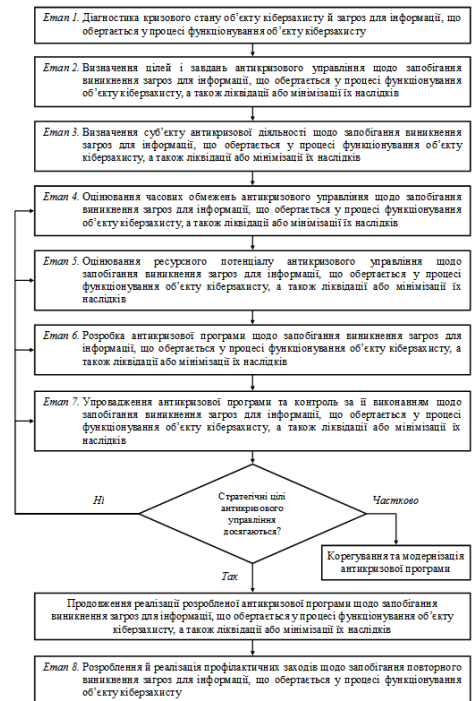 Етап 1. Діагностика кризового стану об’єкту кіберзахисту й загроз для інформації, що
обертається у процесі функціонування об’єкту кіберзахисту
Етап 2. Визначення цілей і завдань антикризового управління щодо запобігання
виникнення загроз для інформації, що обертається у процесі функціонування
об’єкту кіберзахисту, а також ліквідації або мінімізації їх наслідків
Етап 3. Визначення суб’єкту антикризової діяльності щодо запобігання виникнення
загроз для інформації, що обертається у процесі функціонування об’єкту
кіберзахисту, а також ліквідації або мінімізації їх наслідків
Етап 4. Оцінювання часових обмежень антикризового управління щодо запобігання
виникнення загроз для інформації, що обертається у процесі функціонування
об’єкту кіберзахисту, а також ліквідації або мінімізації їх наслідків
Етап 5. Оцінювання ресурсного потенціалу антикризового управління щодо
запобігання виникнення загроз для інформації, що обертається у процесі
функціонування об’єкту кіберзахисту, а також ліквідації або мінімізації їх
наслідків
Етап 6. Розробка антикризової програми щодо запобігання виникнення загроз для
інформації, що обертається у процесі функціонування об’єкту кіберзахисту, а
також ліквідації або мінімізації їх наслідків
Етап 7. Упровадження антикризової програми та контроль за її виконанням щодо
запобігання виникнення загроз для інформації, що обертається у процесі
функціонування об’єкту кіберзахисту, а також ліквідації або мінімізації їх
наслідків
Ні
Стратегічні цілі
антикризового
управління
досягаються?
Частково
Корегування та модернізація
антикризової програми
Так
Продовження реалізації розробленої антикризової програми щодо запобігання
виникнення загроз для інформації, що обертається у процесі функціонування об’єкту
кіберзахисту, а також ліквідації або мінімізації їх наслідків
Етап 8. Розроблення й реалізація профілактичних заходів щодо запобігання повторного
виникнення загроз для інформації, що обертається у процесі функціонування
об’єкту кіберзахисту